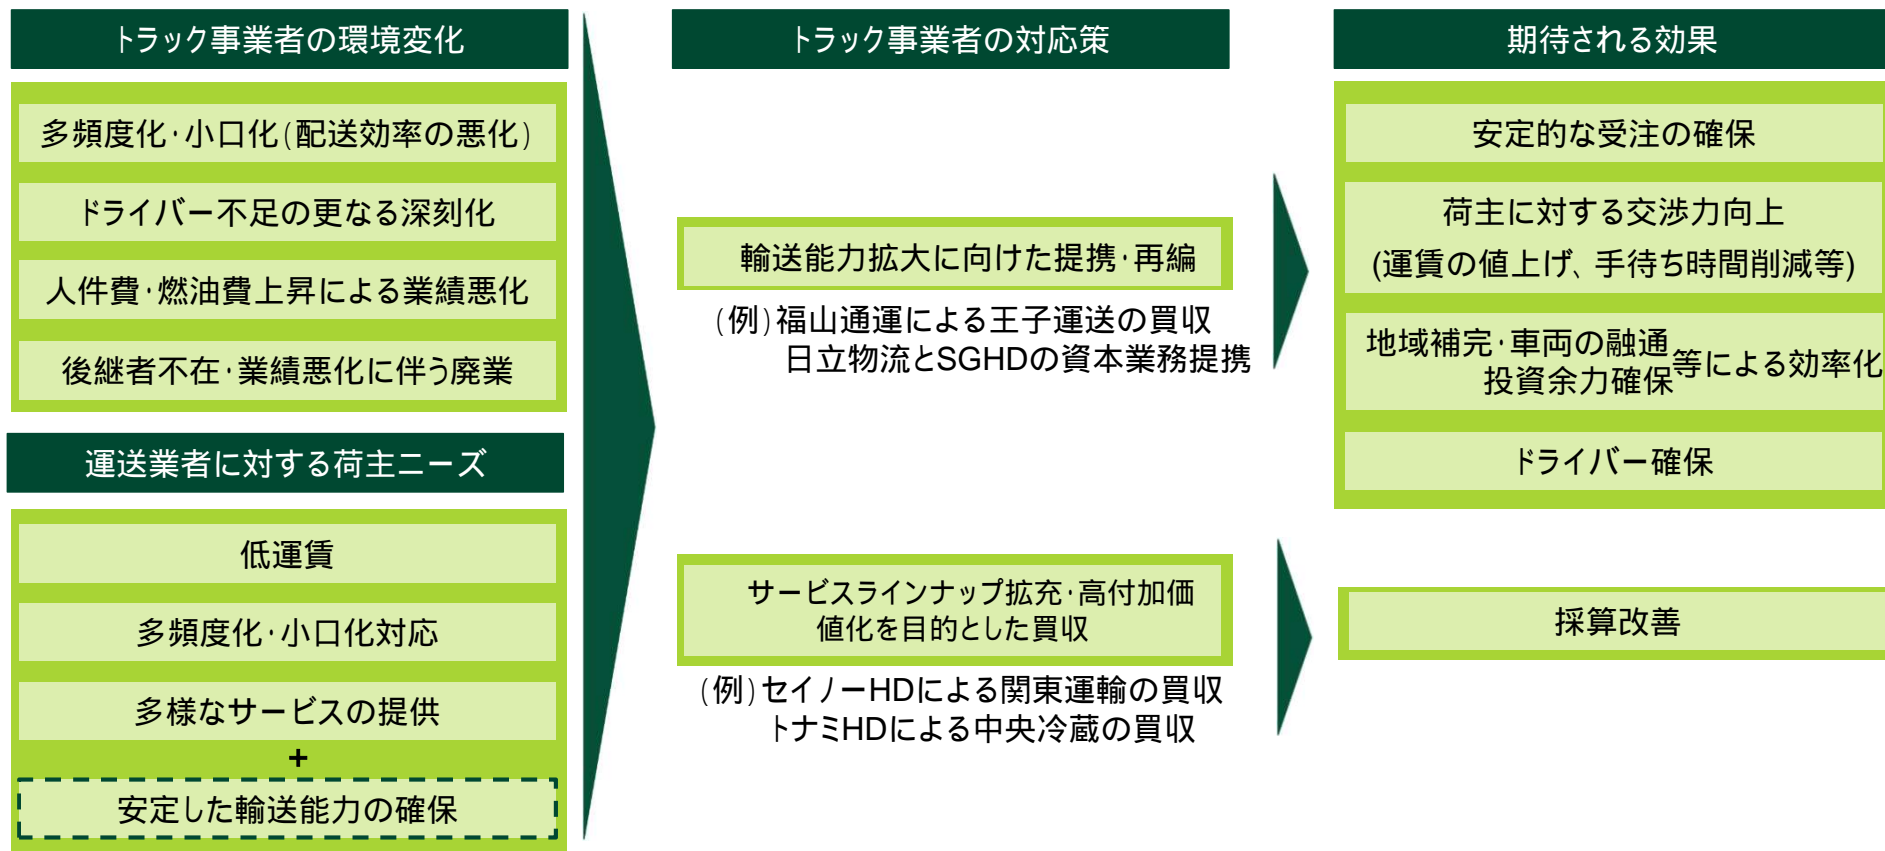 トラック事業者の環境変化
多頻度化･小口化(配送効率の悪化)
ドライバー不足の更なる深刻化
人件費･燃油費上昇による業績悪化
後継者不在･業績悪化に伴う廃業
運送業者に対する荷主ニーズ
低運賃
多頻度化･小口化対応
多様なサービスの提供
+
安定した輸送能力の確保
トラック事業者の対応策
輸送能力拡大に向けた提携･再編
(例)福山通運による王子運送の買収
日立物流とSGHDの資本業務提携
サービスラインナップ拡充･高付加価
値化を目的とした買収
(例)セイノーHDによる関東運輸の買収
トナミHDによる中央冷蔵の買収
期待される効果
安定的な受注の確保
荷主に対する交渉力向上
(運賃の値上げ、手待ち時間削減等)
地域補完･車両の融通
投資余力確保
等による効率化
ドライバー確保
採算改善